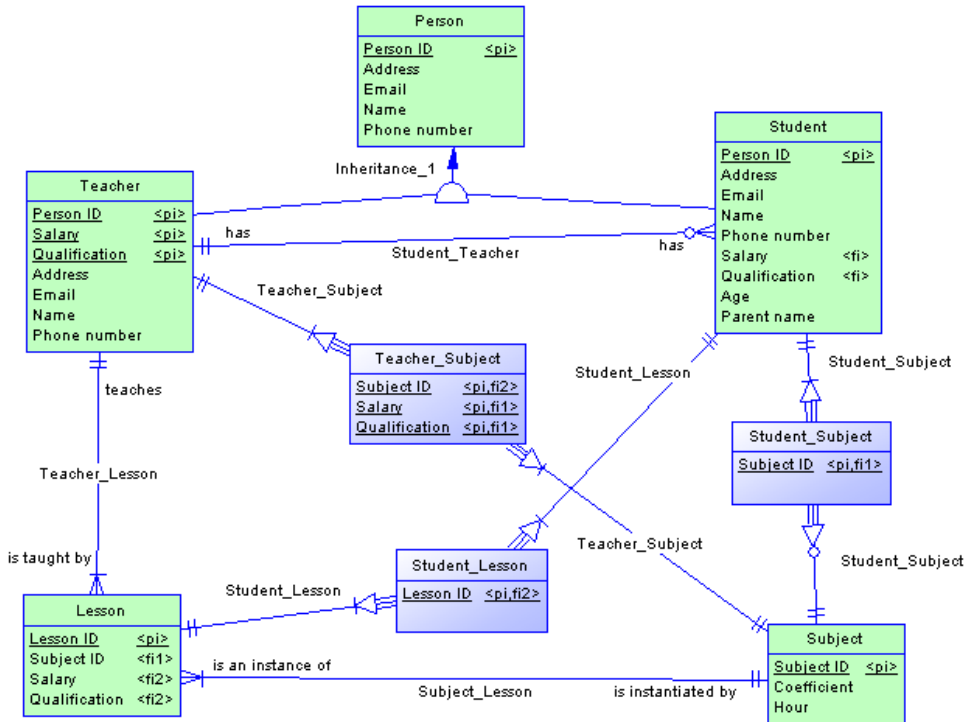 Person
Person ID <pi>
Address
Email
Name
Phone number
Inheritance_1
Student
Person ID <pi>
Address
Email
Name
Phone number
Salary <fi>
Qualification <fi>
Age
Parent name
Teacher
Person ID <pi>
Salary <pi>
Qualification <pi>
Address
Email
Name
Phone number
has
Student_Teacher
has
Teacher_Subject
Teacher_Subject
Subject ID <pi,fi2>
Salary <pi,fi1>
Qualification <pi,fi1>
Student_Lesson
Student_Subject
Student_Subject
Subject ID <pi,fi1>
teaches
Teacher_Lesson
is taught by
Teacher_Subject
Student_Subject
Student_Lesson
Student_Lesson
Lesson ID <pi,fi2>
Lesson
Lesson ID <pi>
Subject ID <fi1>
Salary <fi2>
Qualification <fi2>
is an instance of
Subject_Lesson
is instantiated by
Subject
Subject ID <pi>
Coefficient
Hour